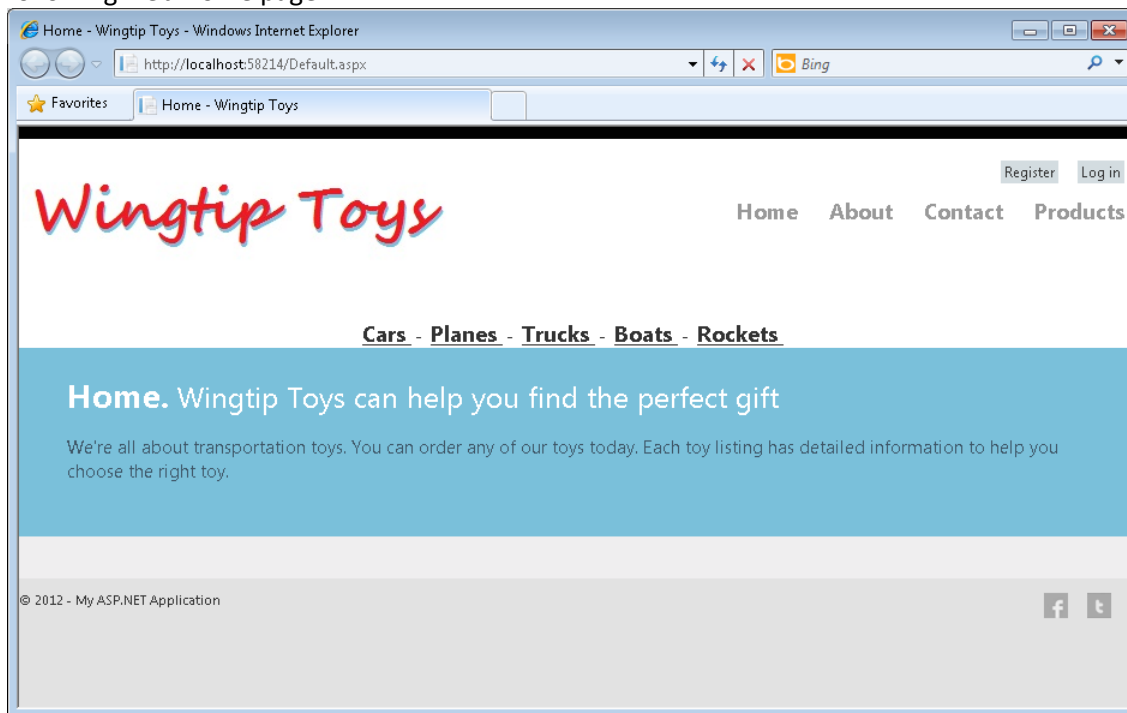 Home - Wingtip Toys - Windows Internet Explorer
http://localhost:58214/Default.aspx
Bing
Favorites
Home - Wingtip Toys
Register Log in
Wingtip Toys
Home About Contact Products
Cars - Planes - Trucks - Boats - Rockets
Home. Wingtip Toys can help you find the perfect gift
We're all about transportation toys. You can order any of our toys today. Each toy listing has detailed information to help you
choose the right toy.
© 2012 - My ASP.NET Application
f t